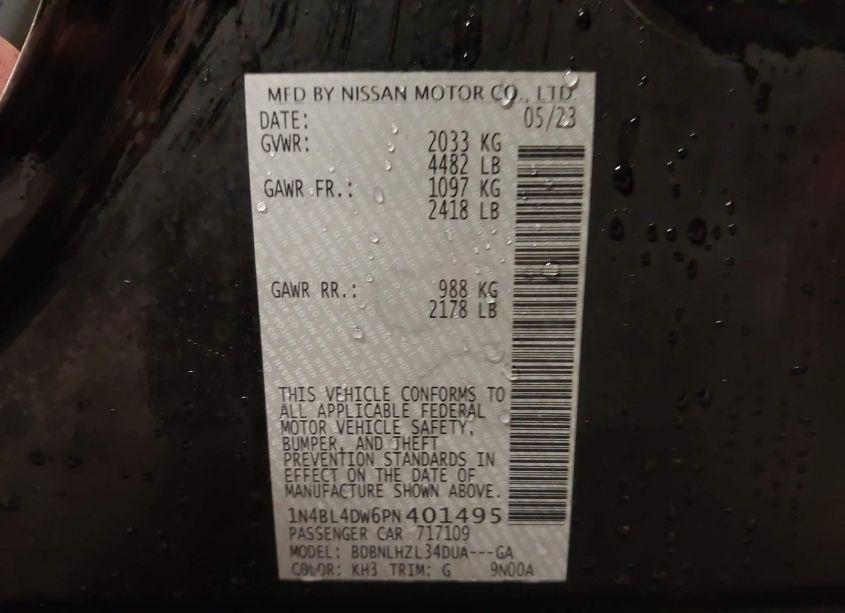 MFD BY NISSAN MOTOR CO., LTD.
DATE: 05/23
GVWR: 2033 KG
4482 LB
GAWR FR.: 1097 KG
2418 LB
GAWR RR.: 988 KG
2178 LB
THIS VEHICLE CONFORMS TO
ALL APPLICABLE FEDERAL
MOTOR VEHICLE SAFETY,
BUMPER, AND THEFT
PREVENTION STANDARDS IN
EFFECT ON THE DATE OF
MANUFACTURE SHOWN ABOVE.
1N4BL4DW6PN401495
PASSENGER CAR 717109
MODEL: BDBNLHZL34DUA---GA
COLOR: KH3 TRIM: G 9N00A